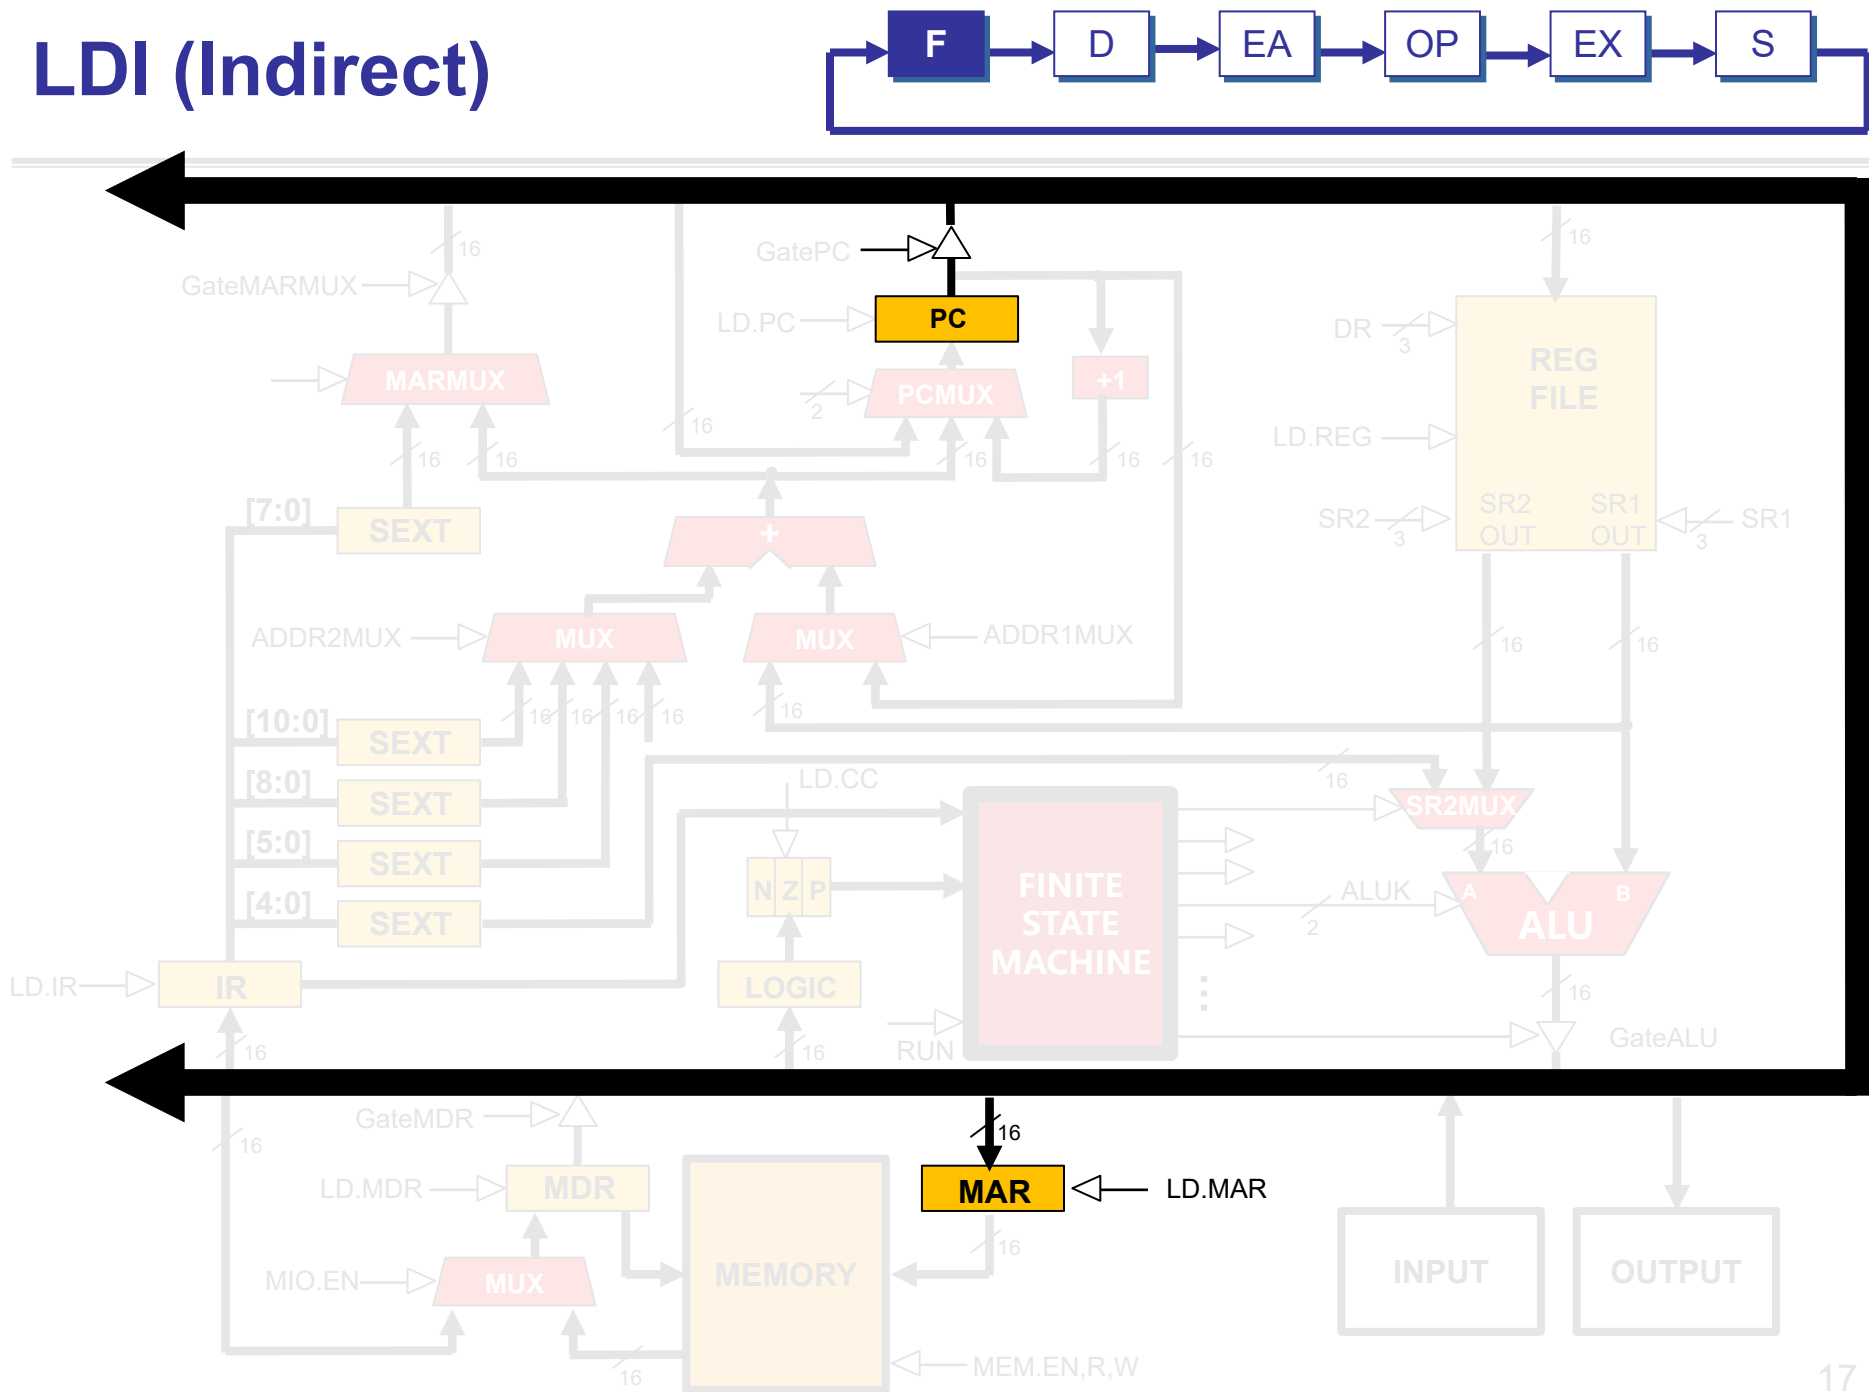 LDI (Indirect)
F
D
EA
OP
EX
S
16
16
GatePC
GateMARMUX
LD.PC
PC
DR
3
REG
FILE
MARMUX
PCMUX
+1
2
16
LD.REG
16
16
16
16
16
[7:0]
SEXT
+
SR2
3
SR2
OUT
SR1
OUT
SR1
3
ADDR2MUX
MUX
MUX
ADDR1MUX
16
16
16
16
16
16
16
[10:0]
SEXT
[8:0]
SEXT
LD.CC
16
SR2MUX
[5:0]
SEXT
16
N Z P
FINITE
STATE
MACHINE
ALUK
2
A
B
ALU
[4:0]
SEXT
LD.IR
IR
LOGIC
16
16
16
RUN
GateALU
GateMDR
16
16
LD.MDR
MDR
MAR
LD.MAR
16
MIO.EN
MUX
MEMORY
INPUT
OUTPUT
16
MEM.EN,R,W
17